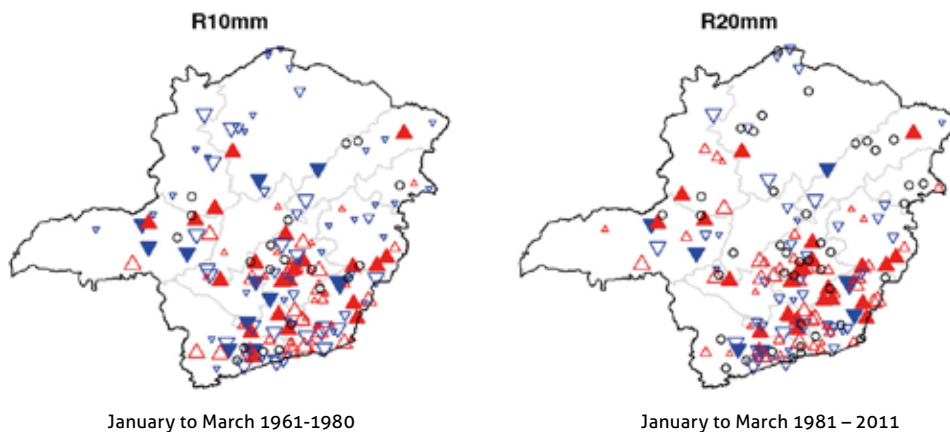 R10mm
R20mm
January to March 1961-1980
January to March 1981 – 2011